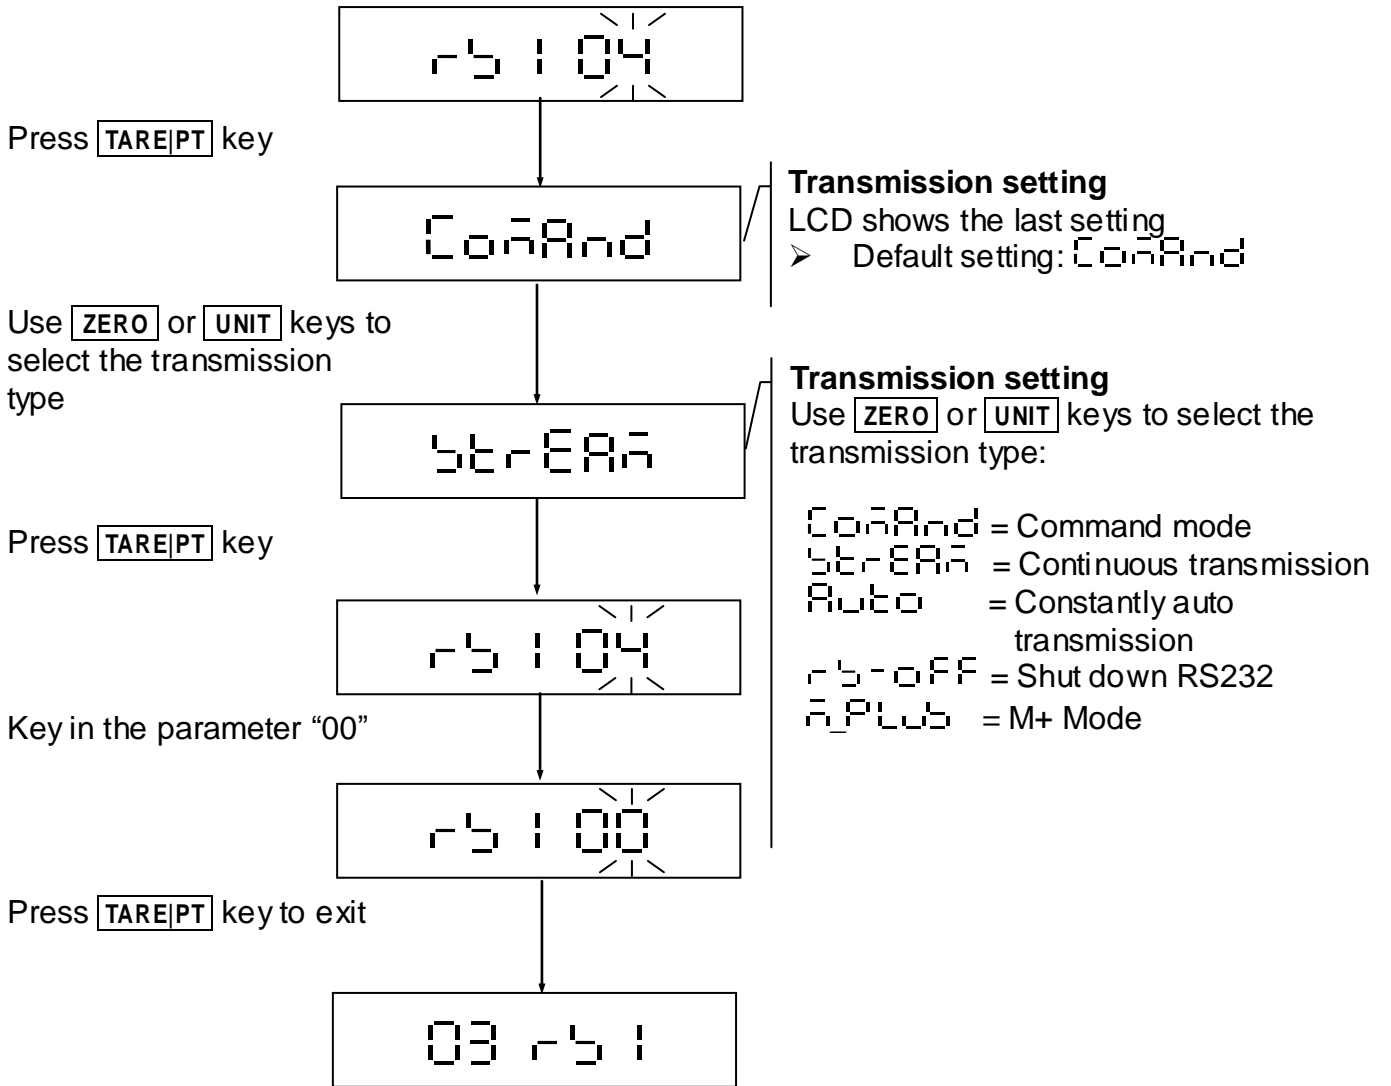 rS1 04
Press TARE|PT key
Transmission setting
LCD shows the last setting
ComAnd
➢ Default setting: ComAnd
Use ZERO or UNIT keys to
select the transmission
type
Transmission setting
Use ZERO or UNIT keys to select the
transmission type:
StrEAm
ComAnd = Command mode
Press TARE|PT key
StrEAm = Continuous transmission
Auto = Constantly auto
transmission
rS1 04
rS-oFF = Shut down RS232
m_PLuS = M+ Mode
Key in the parameter “00”
rS1 00
Press TARE|PT key to exit
03 rS1